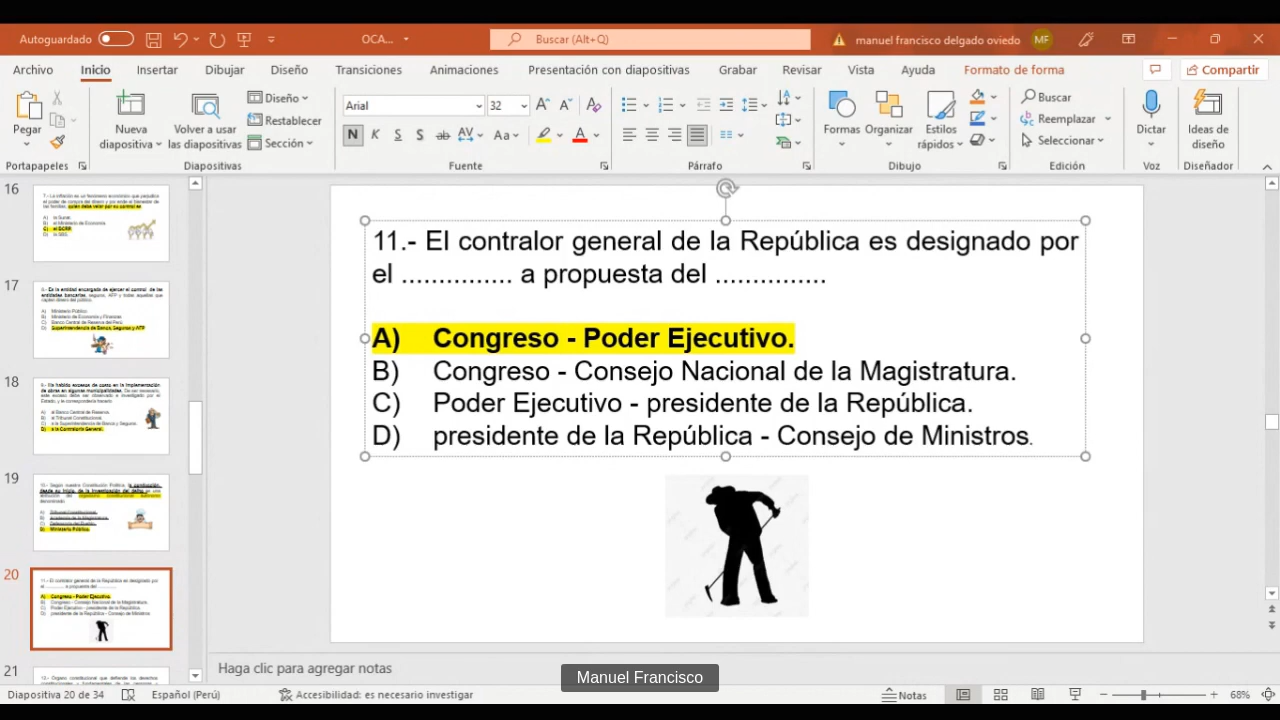 Autoguardado
OCA...
Buscar (Alt+Q)
manuel francisco delgado oviedo
MF
Archivo
Inicio
Insertar
Dibujar
Diseño
Transiciones
Animaciones
Presentación con diapositivas
Grabar
Revisar
Vista
Ayuda
Formato de forma
Compartir
Pegar
Nueva
diapositiva
Volver a usar
las diapositivas
Diseño
Restablecer
Sección
Arial
32
N K S S ab AV Aa A
Formas
Organizar
Estilos
rápidos
Buscar
Reemplazar
Seleccionar
Dictar
Ideas de
diseño
Portapapeles
Diapositivas
Fuente
Párrafo
Dibujo
Edición
Voz
Diseñador
16
17
18
19
20
21
11.- El contralor general de la República es designado por
el ............... a propuesta del ...............
A) Congreso - Poder Ejecutivo.
B) Congreso - Consejo Nacional de la Magistratura.
C) Poder Ejecutivo - presidente de la República.
D) presidente de la República - Consejo de Ministros.
Haga clic para agregar notas
Manuel Francisco
Diapositiva 20 de 34
Español (Perú)
Accesibilidad: es necesario investigar
Notas
68%